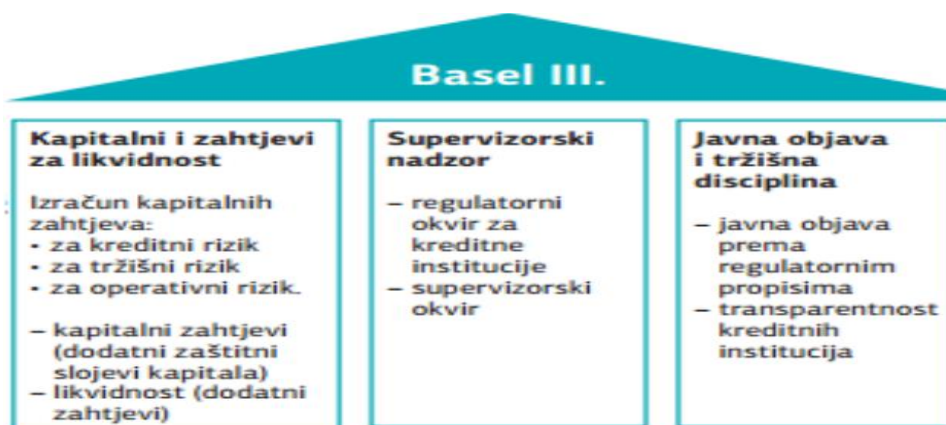 Basel III.
Kapitalni i zahtjevi
za likvidnost
Izračun kapitalnih
zahtjeva:
• za kreditni rizik
• za tržišni rizik
• za operativni rizik.
– kapitalni zahtjevi
(dodatni zaštitni
slojevi kapitala)
– likvidnost (dodatni
zahtjevi)
Supervizorski
nadzor
– regulatorni
okvir za
kreditne
institucije
– supervizorski
okvir
Javna objava
i tržišna
disciplina
– javna objava
prema
regulatornim
propisima
– transparentnost
kreditnih
institucija